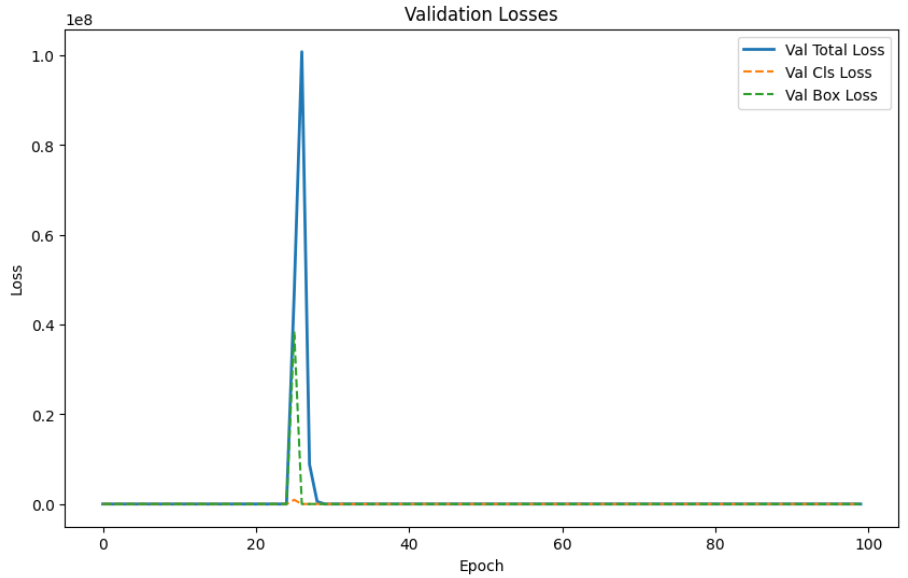 Validation Losses
1e8
1.0
0.8
0.6
0.4
0.2
0.0
Loss
Val Total Loss
Val Cls Loss
Val Box Loss
0 20 40 60 80 100
Epoch